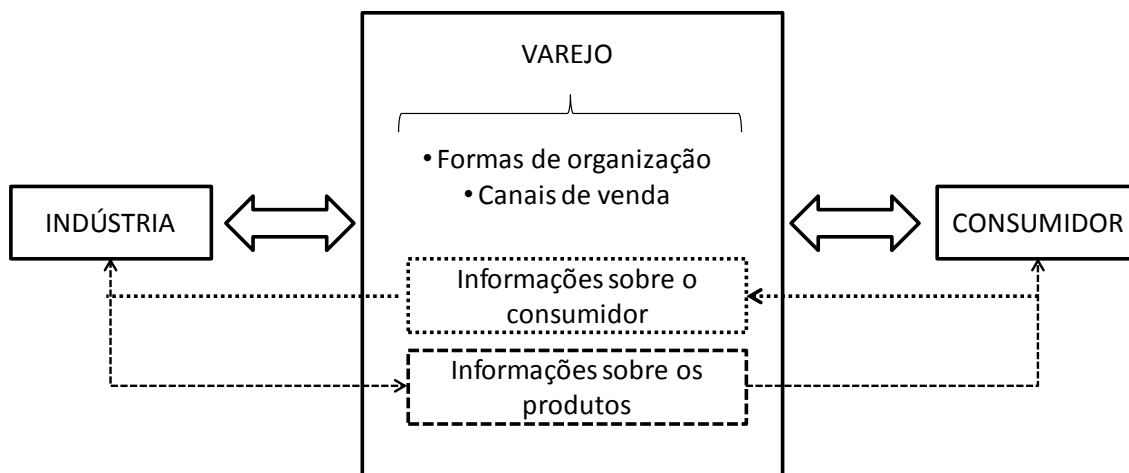 VAREJO
• Formas de organização
• Canais de venda
INDÚSTRIA
CONSUMIDOR
Informações sobre o
consumidor
Informações sobre os
produtos